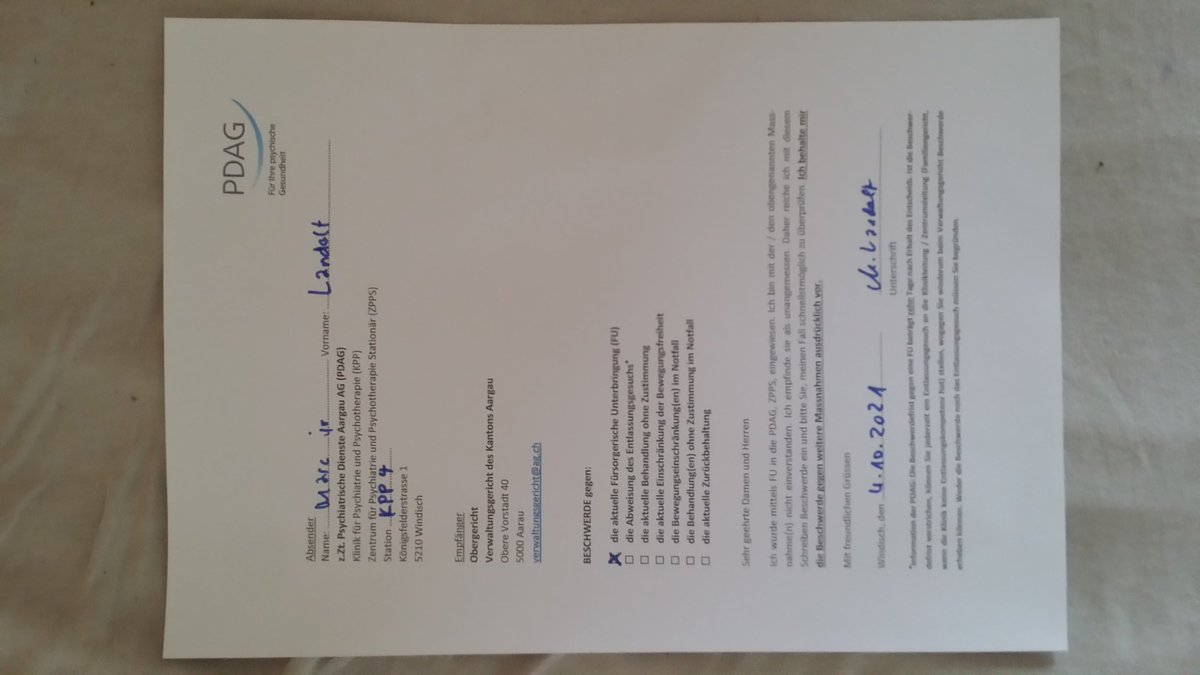 PDAG
Für Ihre psychische
Gesundheit
Absender
Name: Marc jr. Vorname: Landolt
z.Zt. Psychiatrische Dienste Aargau AG (PDAG)
Klinik für Psychiatrie und Psychotherapie (KPP)
Zentrum für Psychiatrie und Psychotherapie Stationär (ZPPS)
Station KPP 4
Königsfelderstrasse 1
5210 Windisch
Empfänger
Obergericht
Verwaltungsgericht des Kantons Aargau
Obere Vorstadt 40
5000 Aarau
verwaltungsgericht@ag.ch
BESCHWERDE gegen:
☒ die aktuelle Fürsorgerische Unterbringung (FU)
☐ die Abweisung des Entlassungsgesuchs*
☐ die aktuelle Behandlung ohne Zustimmung
☐ die aktuelle Einschränkung der Bewegungsfreiheit
☐ die Bewegungseinschränkung(en) im Notfall
☐ die Behandlung(en) ohne Zustimmung im Notfall
☐ die aktuelle Zurückbehaltung
Sehr geehrte Damen und Herren
Ich wurde mittels FU in die PDAG, ZPPS, eingewiesen. Ich bin mit der / den obengenannten Mass-
nahme(n) nicht einverstanden. Ich empfinde sie als unangemessen. Daher reiche ich mit diesem
Schreiben Beschwerde ein und bitte Sie, meinen Fall schnellstmöglich zu überprüfen. Ich behalte mir
die Beschwerde gegen weitere Massnahmen ausdrücklich vor.
Mit freundlichen Grüssen
Windisch, den 4.10.2021 M. Landolt
Unterschrift
*Information der PDAG: Die Beschwerdefrist gegen eine FU beträgt zehn Tage nach Erhalt des Entscheids. Ist die Beschwer-
defrist verstrichen, können Sie jederzeit ein Entlassungsgesuch an die Klinikleitung / Zentrumsleitung (Familiengericht,
wenn die Klinik keine Entlassungskompetenz hat) stellen, wogegen Sie wiederum beim Verwaltungsgericht Beschwerde
erheben können. Weder die Beschwerde noch das Entlassungsgesuch müssen Sie begründen.